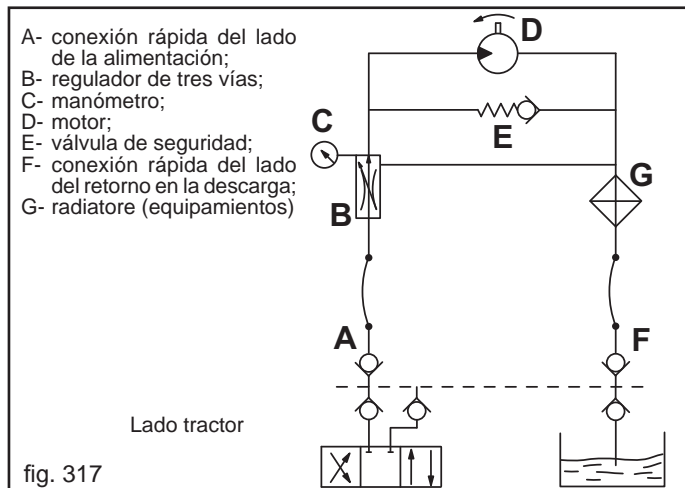 A- conexión rápida del lado
de la alimentación;
B- regulador de tres vías;
C- manómetro;
D- motor;
E- válvula de seguridad;
F- conexión rápida del lado
del retorno en la descarga;
G- radiatore (equipamientos)
D
E
C
B
G
A
F
Lado tractor
fig. 317